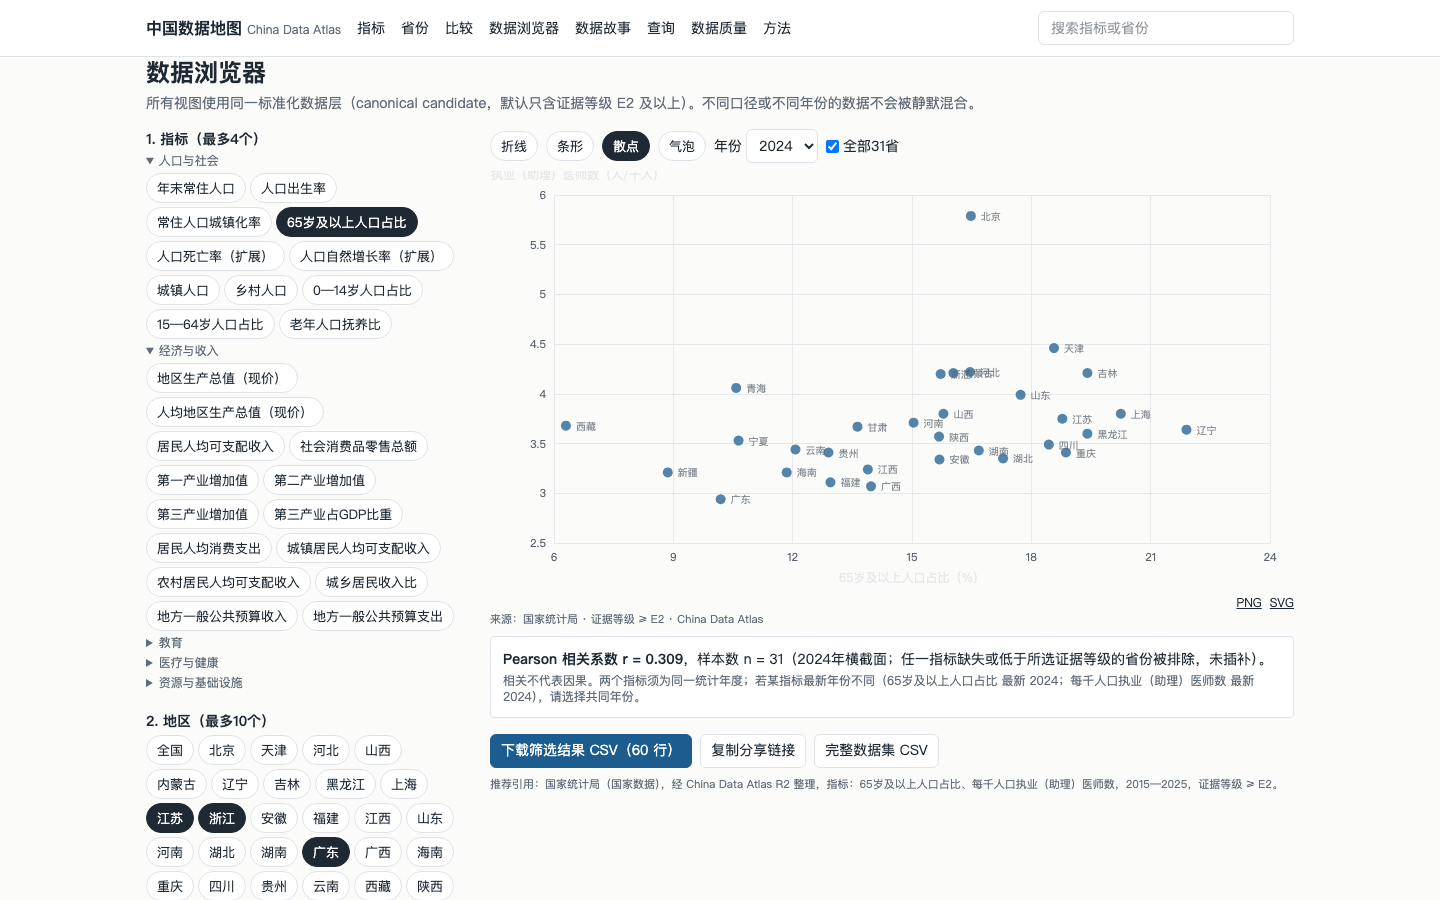 中国数据地图 China Data Atlas 指标 省份 比较 数据浏览器 数据故事 查询 数据质量 方法 搜索指标或省份
数据浏览器
所有视图使用同一标准化数据层（canonical candidate，默认只含证据等级 E2 及以上）。不同口径或不同年份的数据不会被静默混合。
1. 指标（最多4个）
▼ 人口与社会
年末常住人口 人口出生率
常住人口城镇化率 65岁及以上人口占比
人口死亡率（扩展） 人口自然增长率（扩展）
城镇人口 乡村人口 0—14岁人口占比
15—64岁人口占比 老年人口抚养比
▼ 经济与收入
地区生产总值（现价）
人均地区生产总值（现价）
居民人均可支配收入 社会消费品零售总额
第一产业增加值 第二产业增加值
第三产业增加值 第三产业占GDP比重
居民人均消费支出 城镇居民人均可支配收入
农村居民人均可支配收入 城乡居民收入比
地方一般公共预算收入 地方一般公共预算支出
▶ 教育
▶ 医疗与健康
▶ 资源与基础设施
2. 地区（最多10个）
全国 北京 天津 河北 山西
内蒙古 辽宁 吉林 黑龙江 上海
江苏 浙江 安徽 福建 江西 山东
河南 湖北 湖南 广东 广西 海南
重庆 四川 贵州 云南 西藏 陕西
折线 条形 散点 气泡 年份 2024 全部31省
执业（助理）医师数（人/千人）
6
北京
5.5
5
4.5
天津
河北 吉林
4
青海
山东
山西 江苏 上海
西藏 甘肃 河南 黑龙江 辽宁
3.5
宁夏 陕西 四川
云南 贵州 湖南 重庆
安徽 湖北
新疆 海南 江西
福建 广西
3
广东
2.5
6 9 12 15 18 21 24
65岁及以上人口占比（%）
PNG SVG
来源：国家统计局 · 证据等级 ≥ E2 · China Data Atlas
Pearson 相关系数 r = 0.309，样本数 n = 31（2024年横截面；任一指标缺失或低于所选证据等级的省份被排除，未插补）。
相关不代表因果。两个指标须为同一统计年度；若某指标最新年份不同（65岁及以上人口占比 最新 2024；每千人口执业（助理）医师数 最新
2024），请选择共同年份。
下载筛选结果 CSV（60 行） 复制分享链接 完整数据集 CSV
推荐引用：国家统计局（国家数据），经 China Data Atlas R2 整理，指标：65岁及以上人口占比、每千人口执业（助理）医师数，2015—2025，证据等级 ≥ E2。